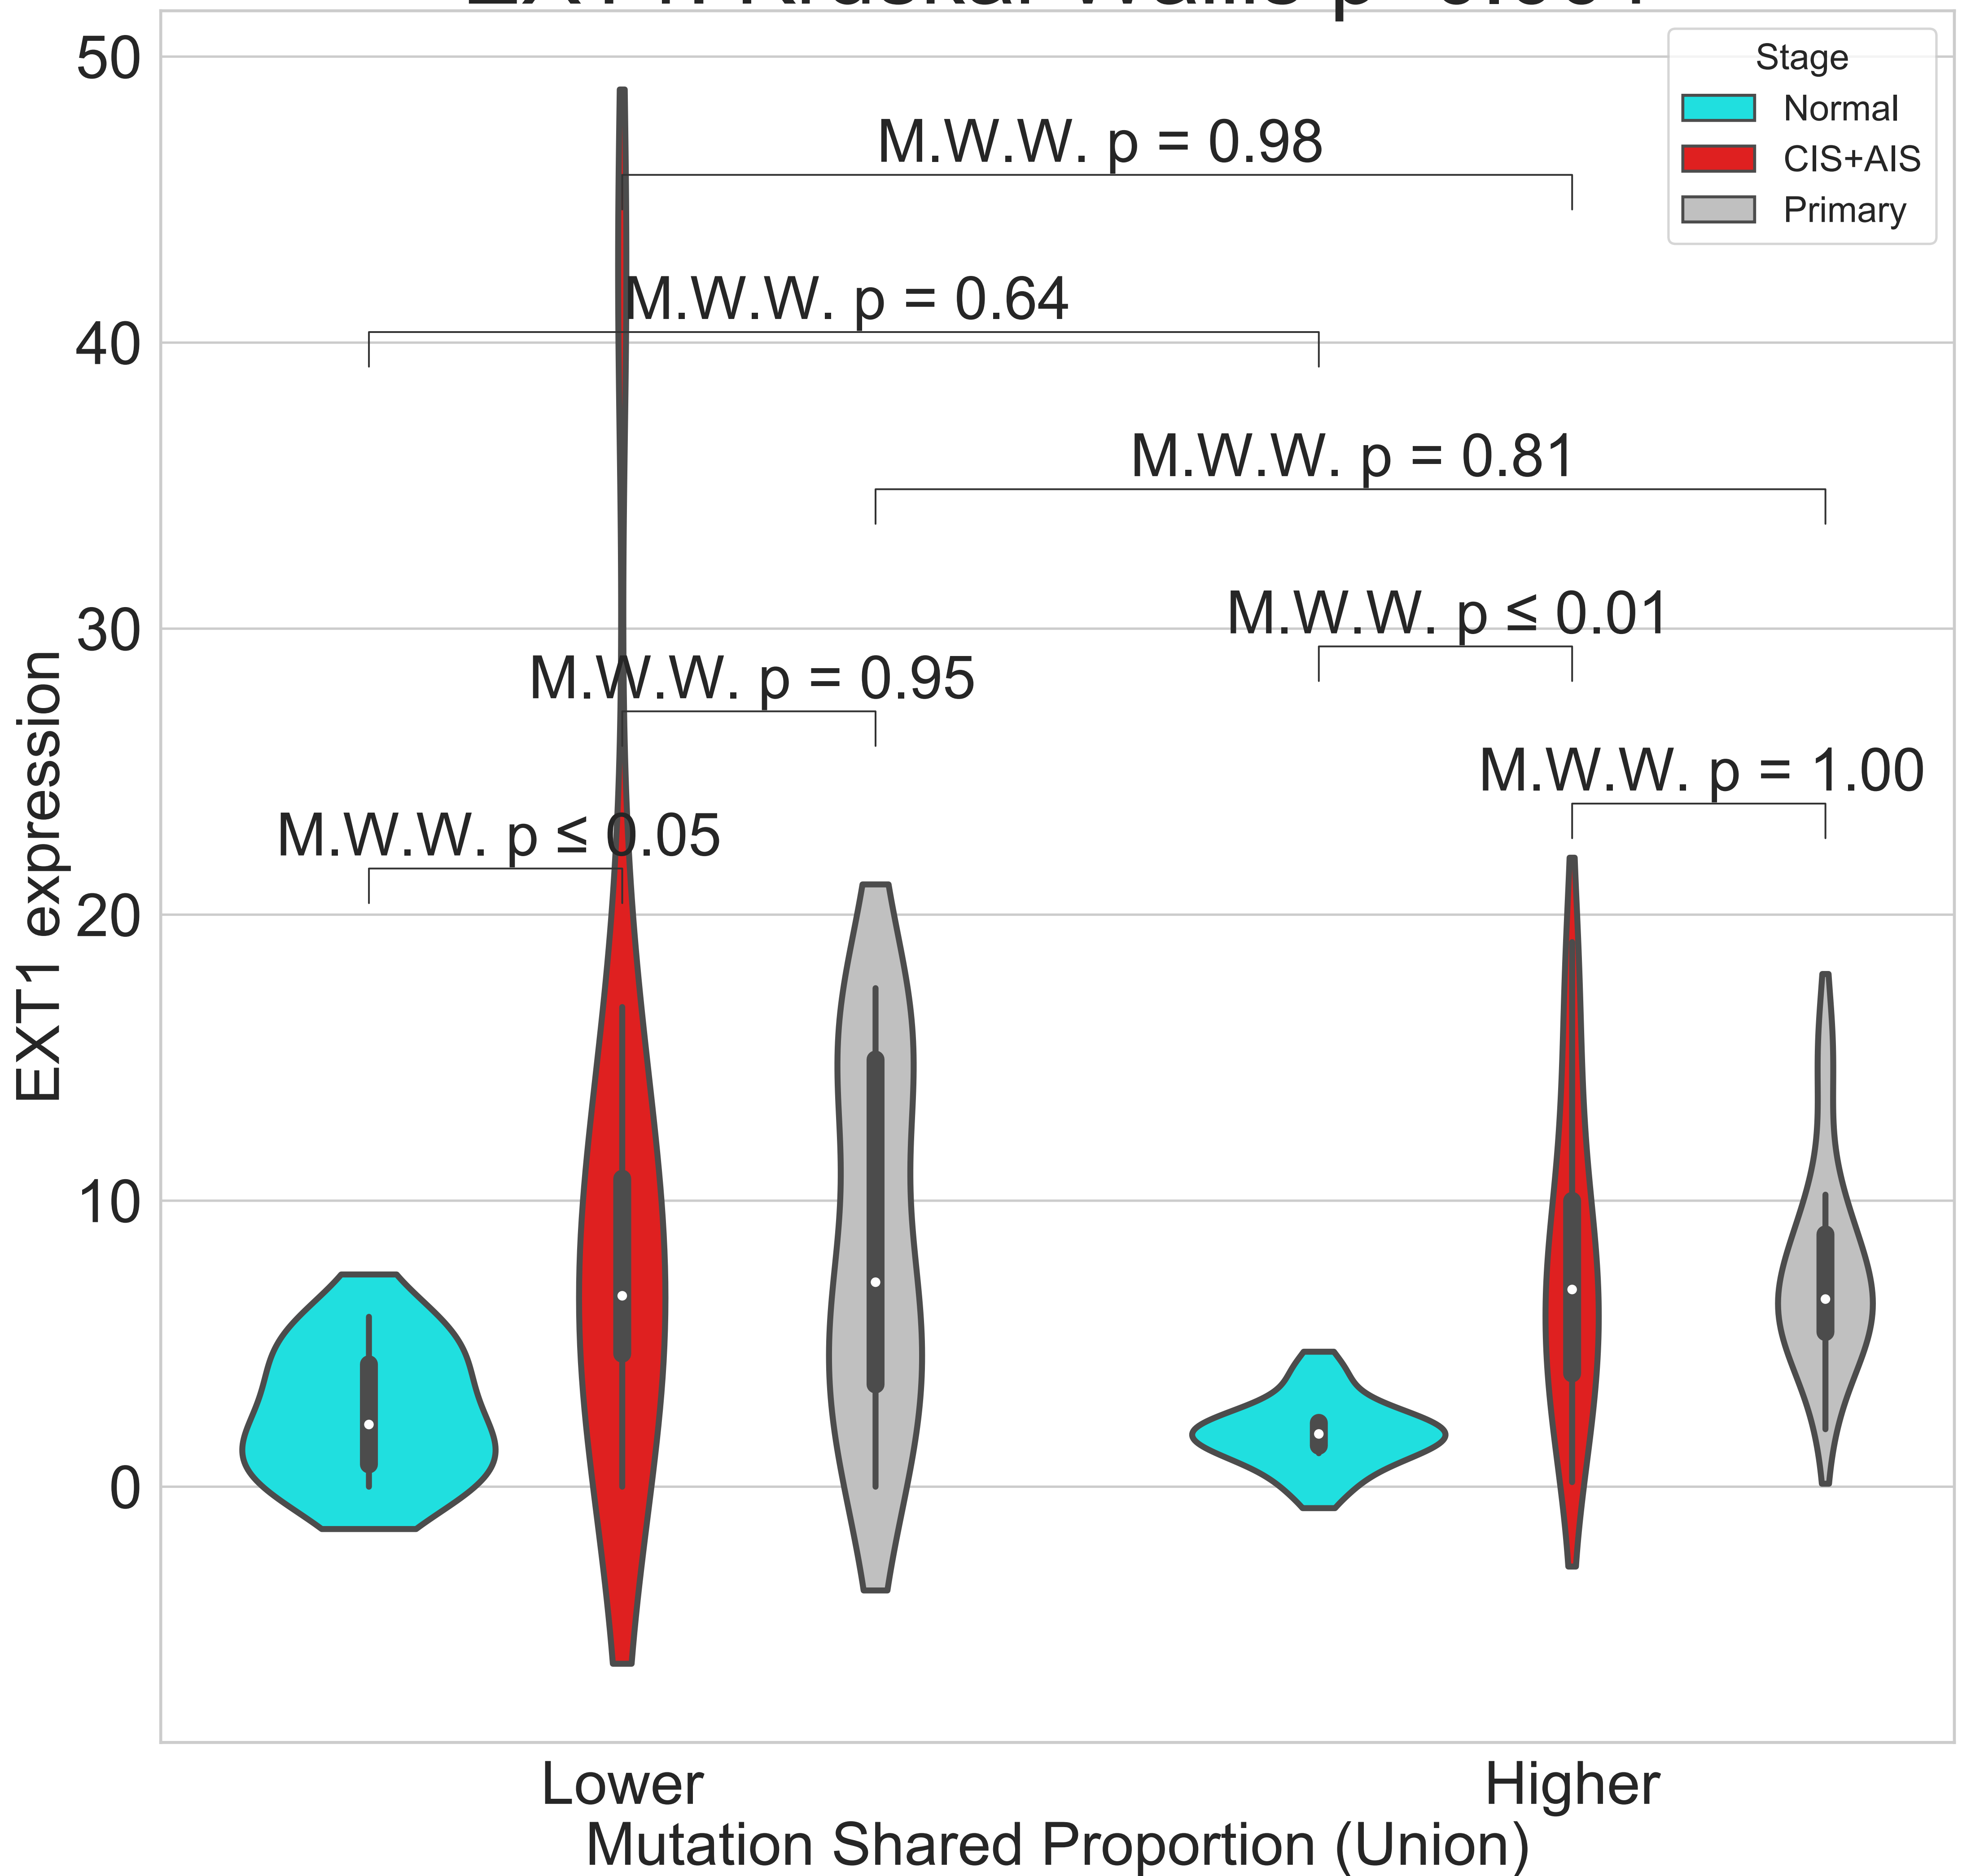 50
40
30
20
10
0
EXT1 expression
Stage
Normal
CIS+AIS
Primary
M.W.W. p = 0.98
M.W.W. p = 0.64
M.W.W. p = 0.81
M.W.W. p ≤ 0.01
M.W.W. p = 0.95
M.W.W. p = 1.00
M.W.W. p ≤ 0.05
Lower
Higher
Mutation Shared Proportion (Union)